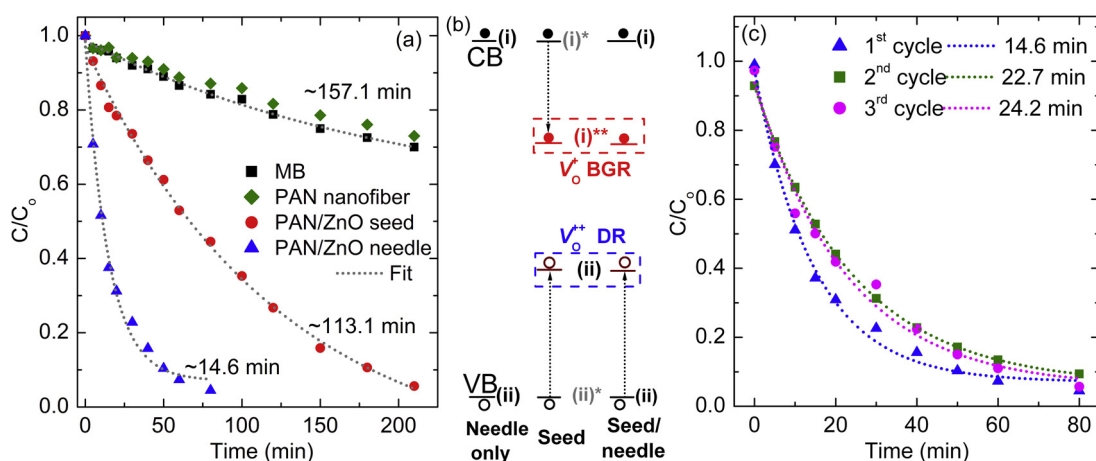 (a)
1.0
0.8
0.6
0.4
0.2
0.0
C/C₀
0 50 100 150 200
Time (min)
~157.1 min
MB
PAN nanofiber
PAN/ZnO seed
PAN/ZnO needle
Fit
~113.1 min
~14.6 min
(b)
(i) (i)* (i)
CB
(i)**
V₀⁺ BGR
V₀⁺⁺ DR
(ii)
VB (ii) (ii)* (ii)
Needle only
Seed
Seed/
needle
(c)
1.0
0.8
0.6
0.4
0.2
0.0
C/C₀
0 20 40 60 80
Time (min)
1st cycle 14.6 min
2nd cycle 22.7 min
3rd cycle 24.2 min